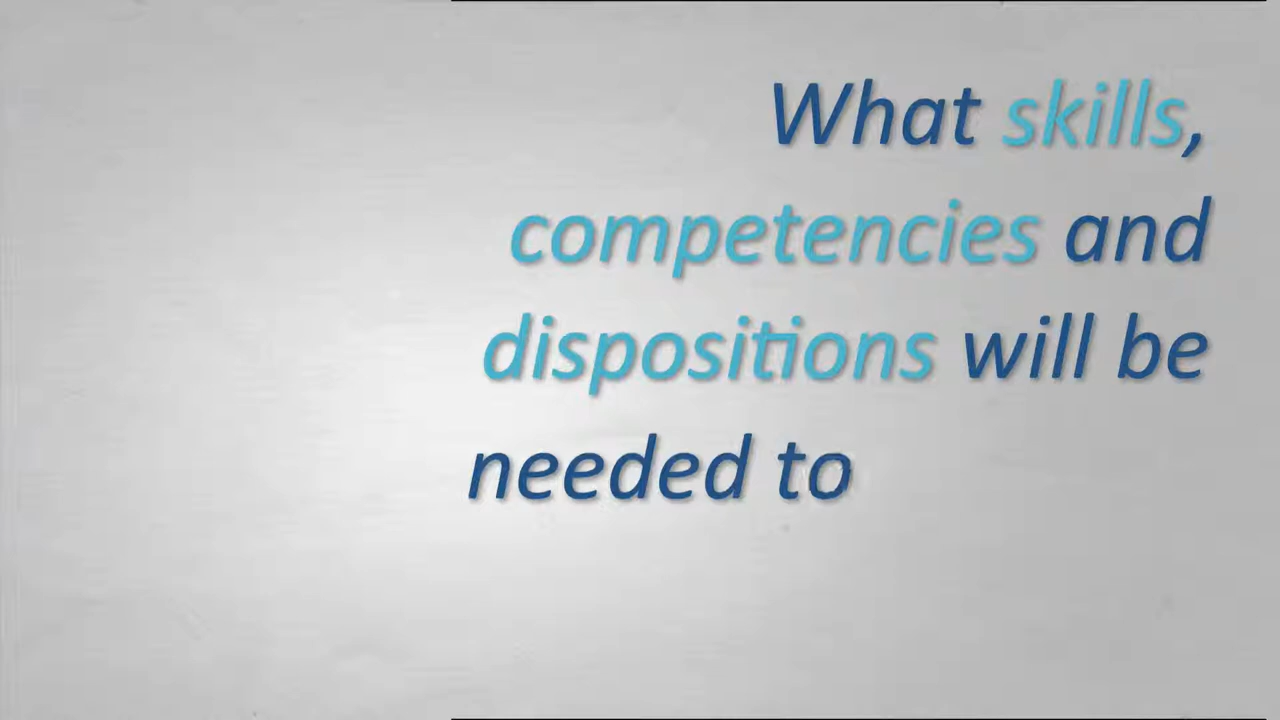 What skills,
competencies and
dispositions will be
needed to